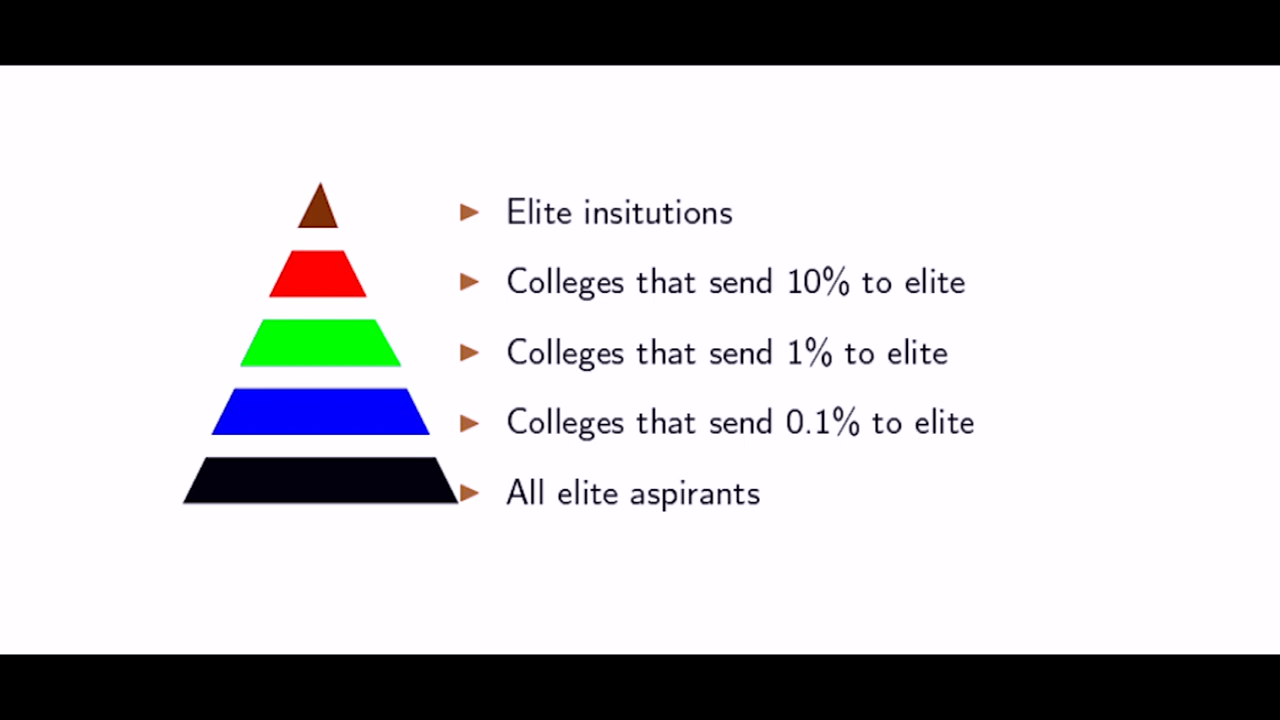 Elite insitutions
Colleges that send 10% to elite
Colleges that send 1% to elite
Colleges that send 0.1% to elite
All elite aspirants